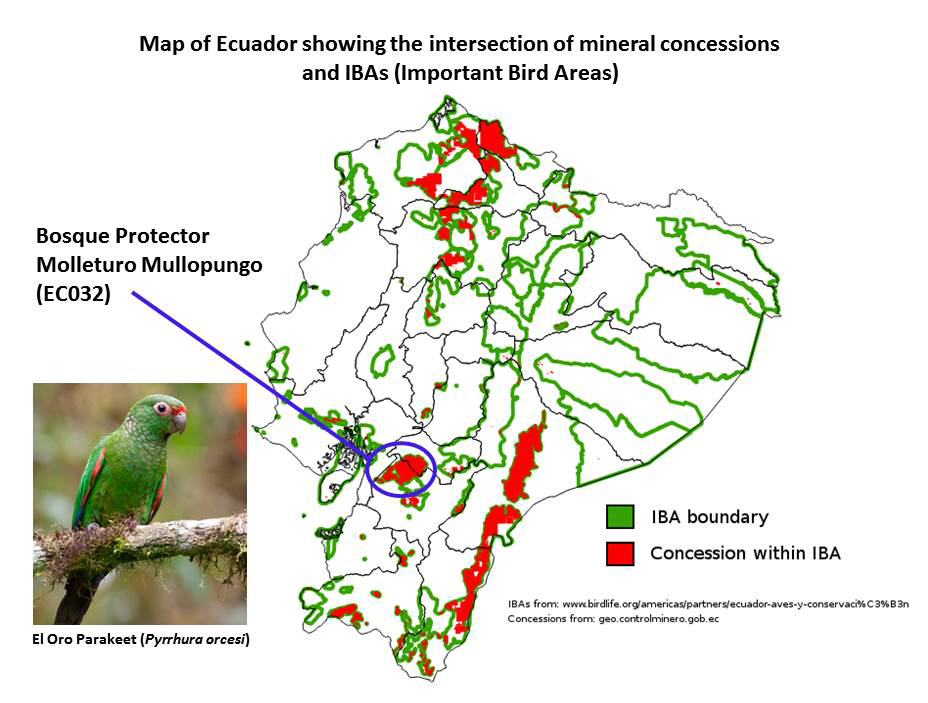 Map of Ecuador showing the intersection of mineral concessions
and IBAs (Important Bird Areas)
Bosque Protector
Molleturo Mullopungo
(EC032)
El Oro Parakeet (Pyrrhura orcesi)
IBA boundary
Concession within IBA
IBAs from: www.birdlife.org/americas/partners/ecuador-aves-y-conservaci%C3%B3n
Concessions from: geo.controlminero.gob.ec